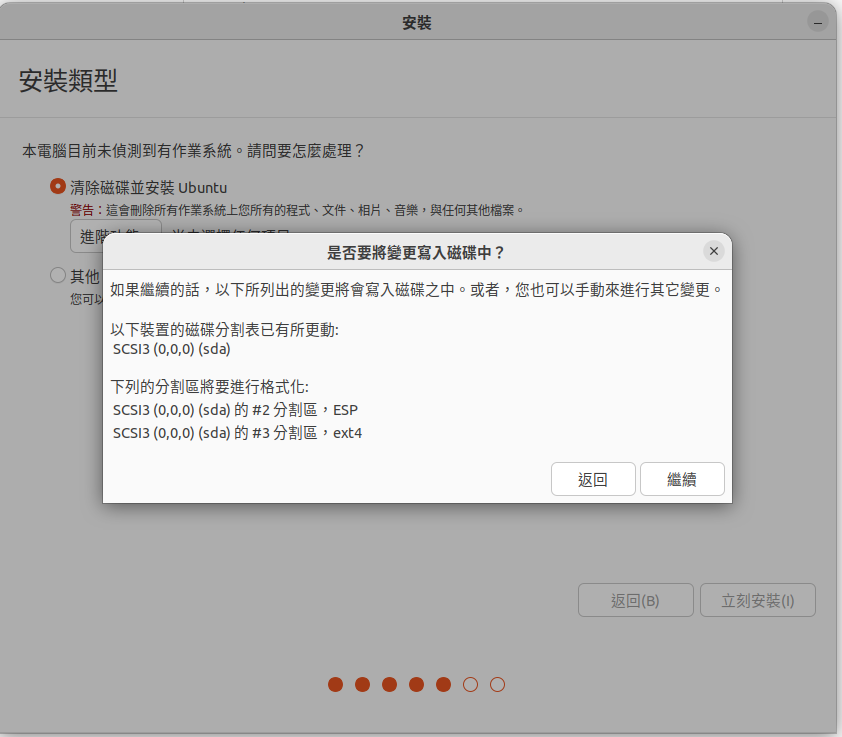 安裝
安裝類型
本電腦目前未偵測到有作業系統。請問要怎麼處理？
清除磁碟並安裝 Ubuntu
警告：這會刪除所有作業系統上您所有的程式、文件、相片、音樂，與任何其他檔案。
是否要將變更寫入磁碟中？
其他
您可以
如果繼續的話，以下所列出的變更將會寫入磁碟之中。或者，您也可以手動來進行其它變更。
以下裝置的磁碟分割表已有所更動:
SCSI3 (0,0,0) (sda)
下列的分割區將要進行格式化:
SCSI3 (0,0,0) (sda) 的 #2 分割區，ESP
SCSI3 (0,0,0) (sda) 的 #3 分割區，ext4
返回 繼續
返回(B) 立刻安裝(I)